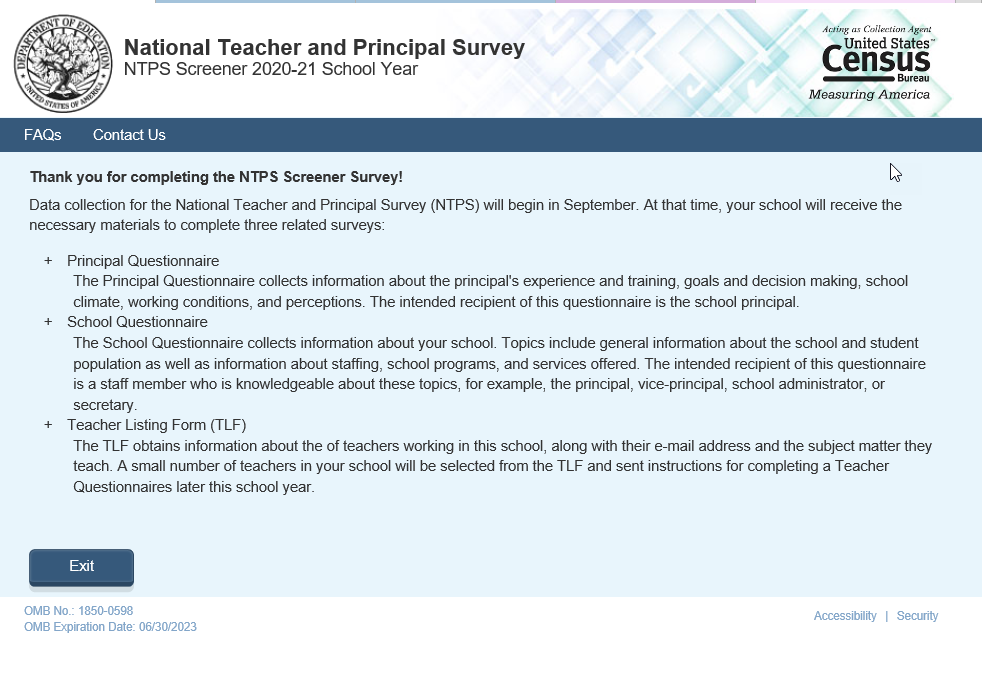 DEPARTMENT OF EDUCATION
UNITED STATES OF AMERICA
National Teacher and Principal Survey
NTPS Screener 2020-21 School Year
Acting as Collection Agent
United States™
Census
Bureau
Measuring America
FAQs Contact Us
Thank you for completing the NTPS Screener Survey!
Data collection for the National Teacher and Principal Survey (NTPS) will begin in September. At that time, your school will receive the
necessary materials to complete three related surveys:
+ Principal Questionnaire
The Principal Questionnaire collects information about the principal's experience and training, goals and decision making, school
climate, working conditions, and perceptions. The intended recipient of this questionnaire is the school principal.
+ School Questionnaire
The School Questionnaire collects information about your school. Topics include general information about the school and student
population as well as information about staffing, school programs, and services offered. The intended recipient of this questionnaire
is a staff member who is knowledgeable about these topics, for example, the principal, vice-principal, school administrator, or
secretary.
+ Teacher Listing Form (TLF)
The TLF obtains information about the of teachers working in this school, along with their e-mail address and the subject matter they
teach. A small number of teachers in your school will be selected from the TLF and sent instructions for completing a Teacher
Questionnaires later this school year.
Exit
OMB No.: 1850-0598
OMB Expiration Date: 06/30/2023
Accessibility | Security